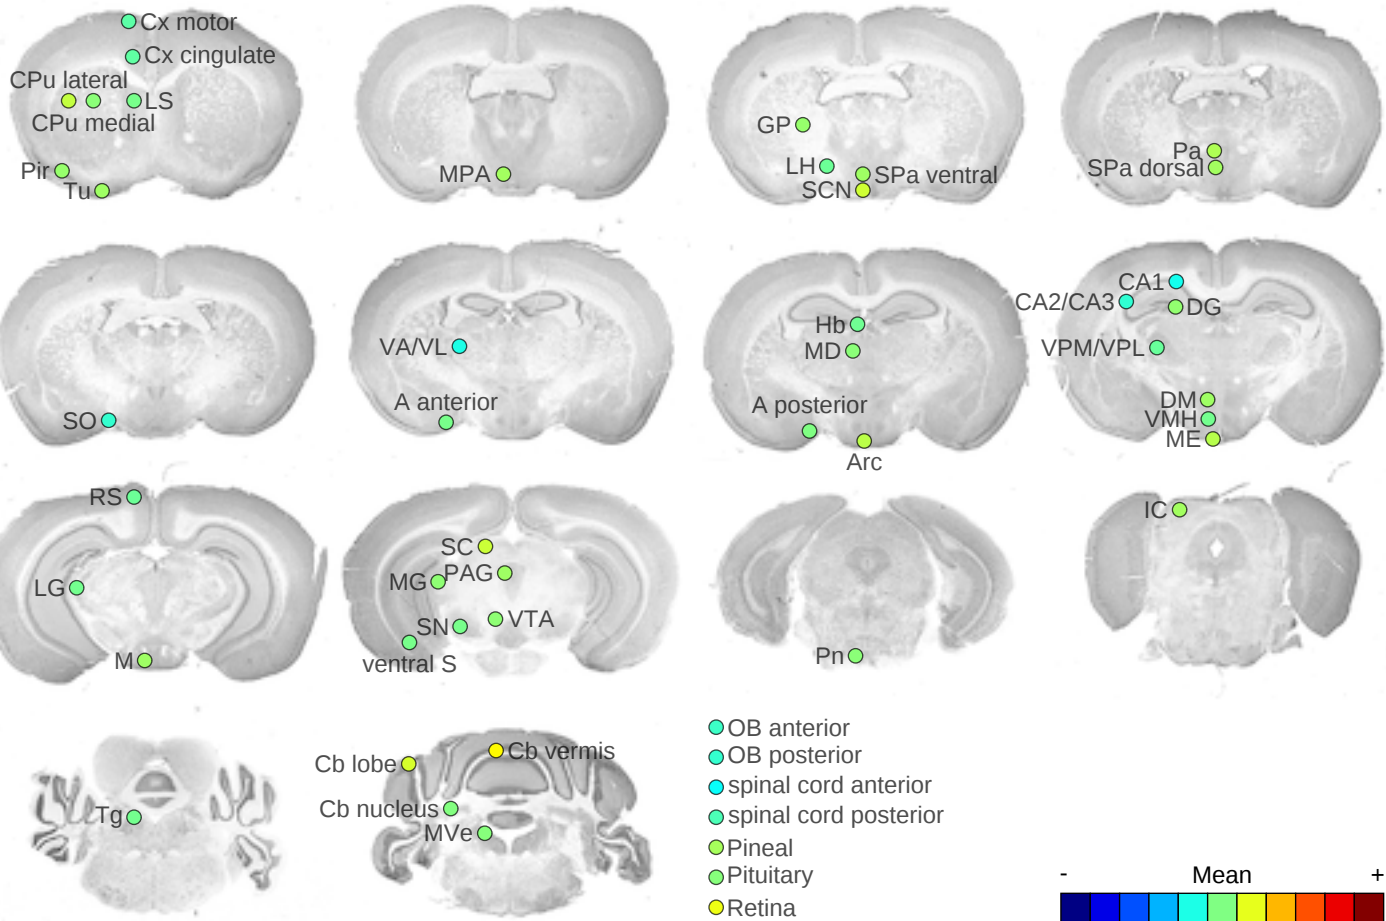 Cx motor
Cx cingulate
CPu lateral
LS
CPu medial
Pir
Tu
MPA
GP
LH
SPa ventral
SCN
Pa
SPa dorsal
SO
VA/VL
A anterior
Hb
MD
A posterior
Arc
CA1
CA2/CA3
DG
VPM/VPL
DM
VMH
ME
RS
LG
M
SC
MG
PAG
SN
VTA
ventral S
Pn
IC
Tg
Cb lobe
Cb vermis
Cb nucleus
MVe
OB anterior
OB posterior
spinal cord anterior
spinal cord posterior
Pineal
Pituitary
Retina
- Mean +